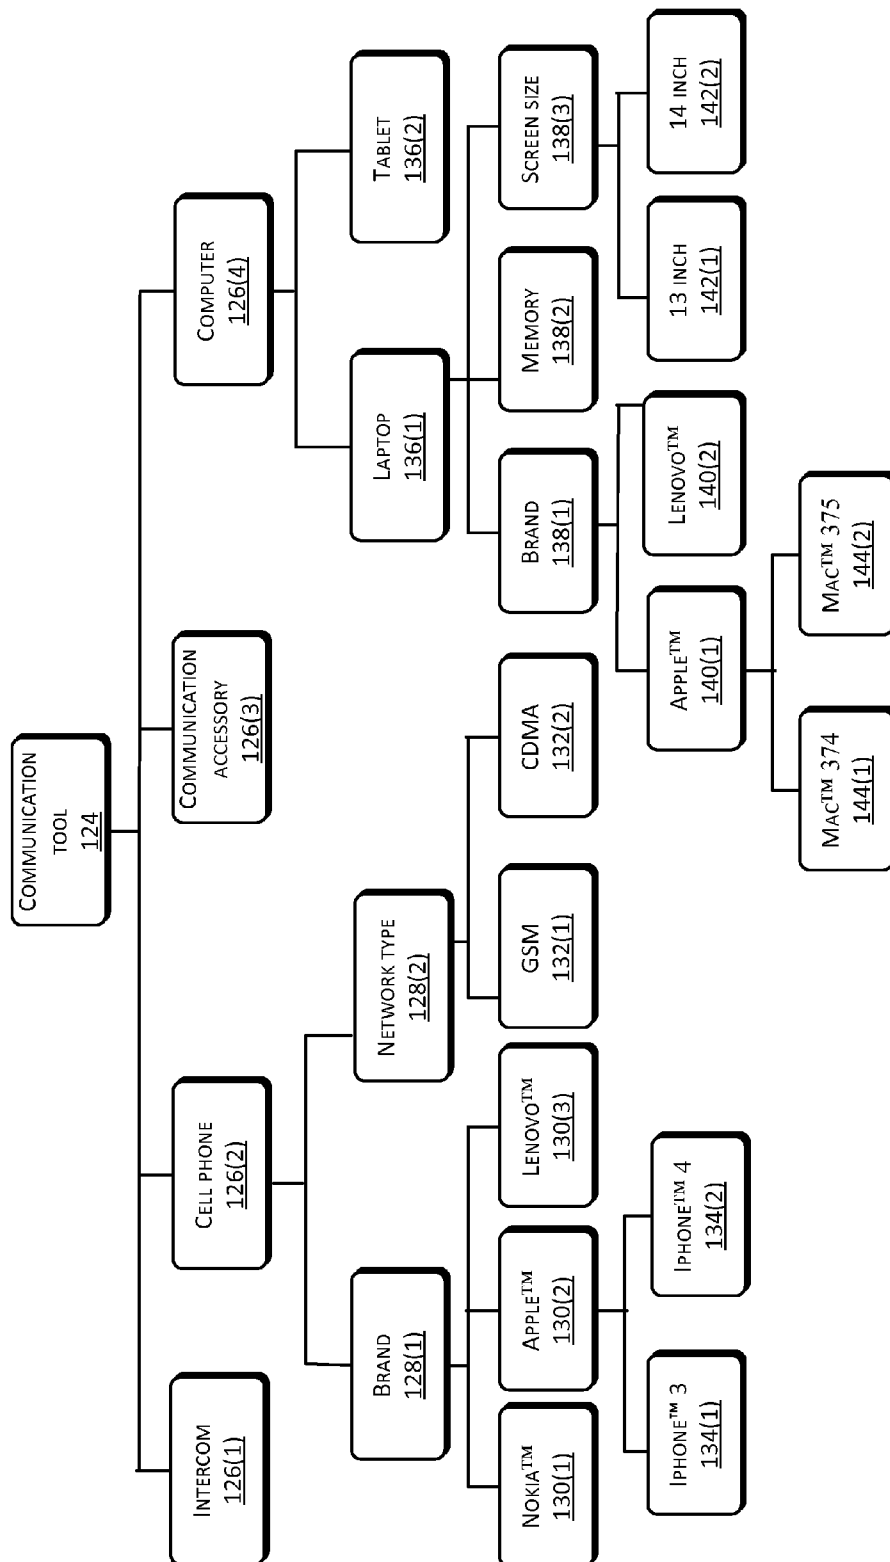 COMMUNICATION
TOOL
124
INTERCOM
126(1)
CELL PHONE
126(2)
COMMUNICATION
ACCESSORY
126(3)
COMPUTER
126(4)
BRAND
128(1)
NETWORK TYPE
128(2)
LAPTOP
136(1)
TABLET
136(2)
NOKIA™
130(1)
APPLE™
130(2)
LENOVO™
130(3)
GSM
132(1)
CDMA
132(2)
BRAND
138(1)
MEMORY
138(2)
SCREEN SIZE
138(3)
IPHONE™ 3
134(1)
IPHONE™ 4
134(2)
APPLE™
140(1)
LENOVO™
140(2)
13 INCH
142(1)
14 INCH
142(2)
MAC™ 374
144(1)
MAC™ 375
144(2)